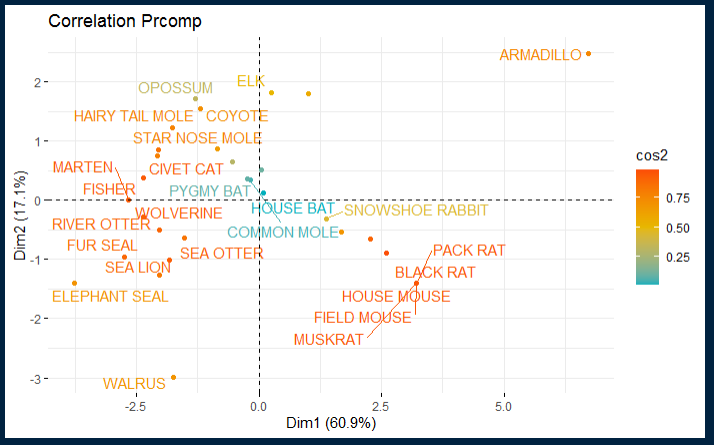 Correlation Prcomp
ARMADILLO
ELK
OPOSSUM
HAIRY TAIL MOLE
COYOTE
STAR NOSE MOLE
MARTEN
CIVET CAT
FISHER
PYGMY BAT
HOUSE BAT
SNOWSHOE RABBIT
WOLVERINE
RIVER OTTER
COMMON MOLE
FUR SEAL
SEA OTTER
PACK RAT
SEA LION
BLACK RAT
ELEPHANT SEAL
HOUSE MOUSE
FIELD MOUSE
MUSKRAT
WALRUS
2
1
0
-1
-2
-3
Dim2 (17.1%)
-2.5
0.0
2.5
5.0
Dim1 (60.9%)
cos2
0.75
0.50
0.25